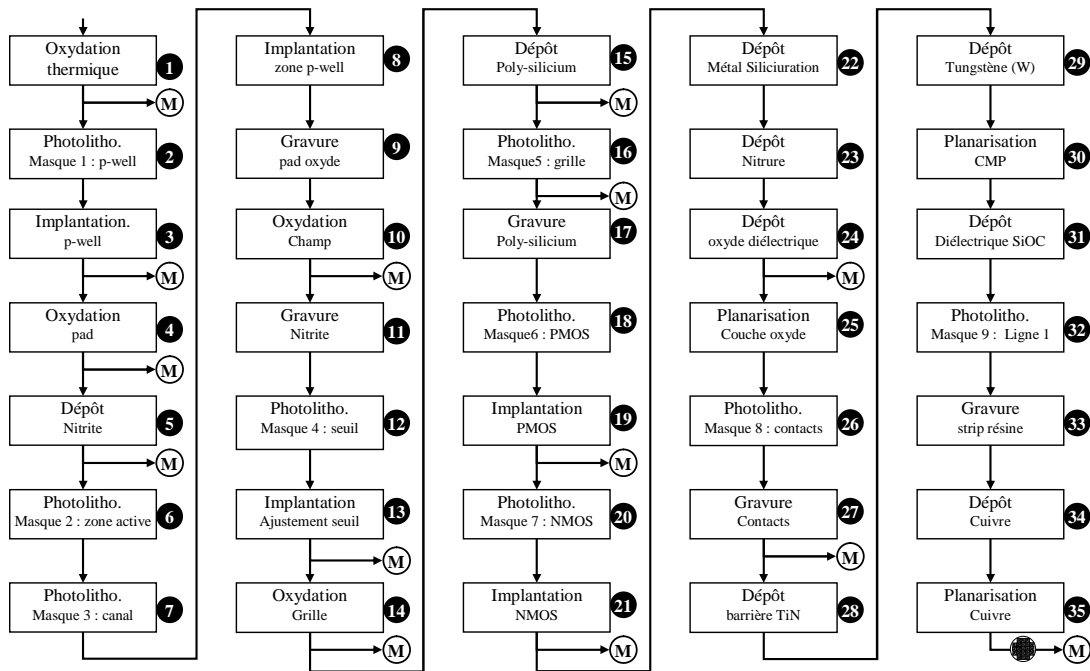 Oxydation
thermique
1
M
Photolitho.
Masque 1 : p-well
2
Implantation.
p-well
3
M
Oxydation
pad
4
M
Dépôt
Nitrite
5
M
Photolitho.
Masque 2 : zone active
6
Photolitho.
Masque 3 : canal
7
Implantation
zone p-well
8
Gravure
pad oxyde
9
Oxydation
Champ
10
M
Gravure
Nitrite
11
Photolitho.
Masque 4 : seuil
12
Implantation
Ajustement seuil
13
M
Oxydation
Grille
14
M
Dépôt
Poly-silicium
15
M
Photolitho.
Masque5 : grille
16
M
Gravure
Poly-silicium
17
Photolitho.
Masque6 : PMOS
18
Implantation
PMOS
19
M
Photolitho.
Masque 7 : NMOS
20
Implantation
NMOS
21
M
Dépôt
Métal Siliciuration
22
Dépôt
Nitrure
23
Dépôt
oxyde diélectrique
24
M
Planarisation
Couche oxyde
25
Photolitho.
Masque 8 : contacts
26
Gravure
Contacts
27
M
Dépôt
barrière TiN
28
Dépôt
Tungstène (W)
29
Planarisation
CMP
30
Dépôt
Diélectrique SiOC
31
Photolitho.
Masque 9 : Ligne 1
32
Gravure
strip résine
33
Dépôt
Cuivre
34
Planarisation
Cuivre
35
M